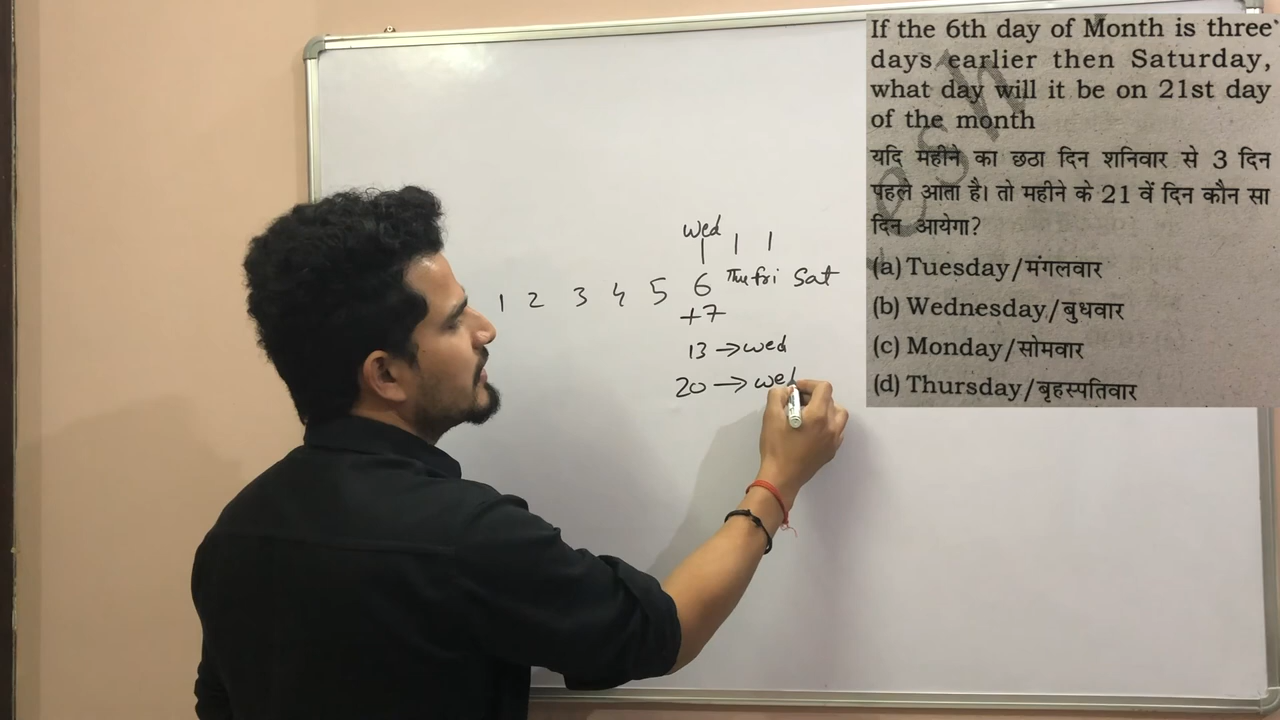 If the 6th day of Month is three
days earlier then Saturday,
what day will it be on 21st day
of the month
यदि महीने का छठा दिन शनिवार से 3 दिन
पहले आता है। तो महीने के 21 वें दिन कौन सा
दिन आयेगा?
(a) Tuesday/मंगलवार
(b) Wednesday/बुधवार
(c) Monday/सोमवार
(d) Thursday/बृहस्पतिवार
wed
1 2 3 4 5 6 Thu fri Sat
+7
13 → wed
20 → wed